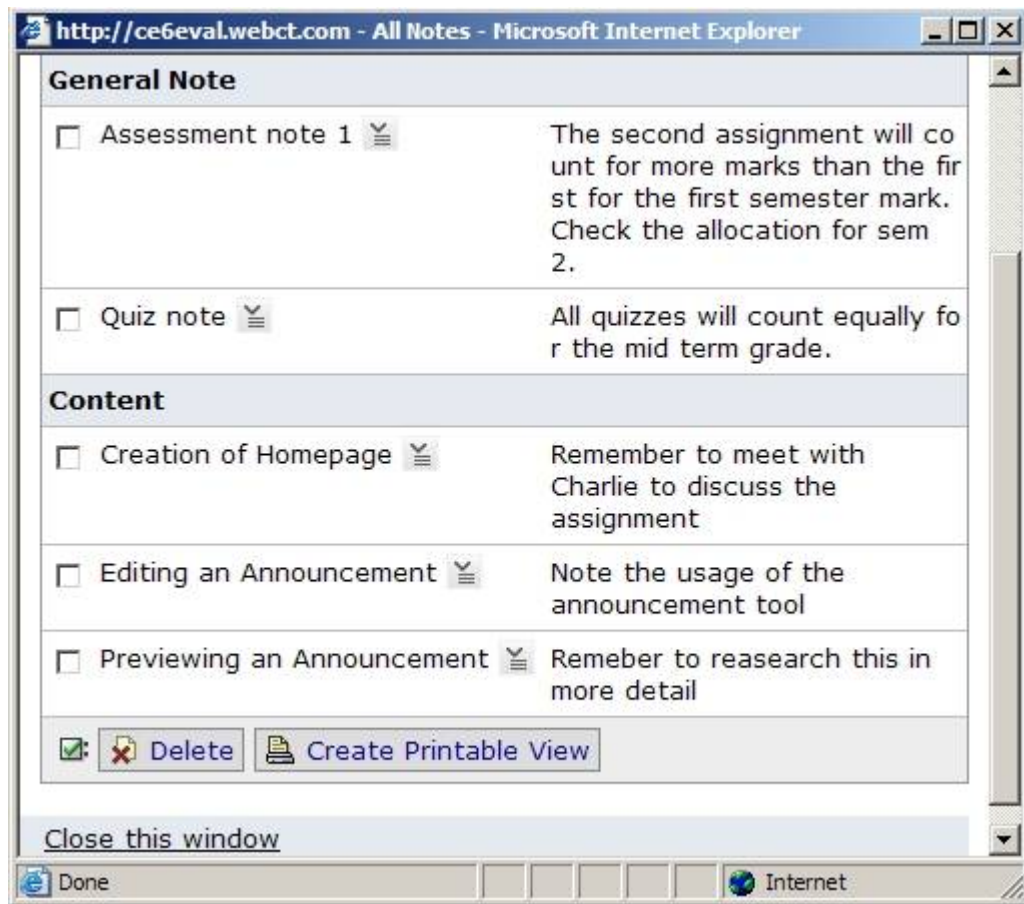 http://ce6eval.webct.com - All Notes - Microsoft Internet Explorer
General Note
Assessment note 1
The second assignment will co
unt for more marks than the fir
st for the first semester mark.
Check the allocation for sem
2.
Quiz note
All quizzes will count equally fo
r the mid term grade.
Content
Creation of Homepage
Remember to meet with
Charlie to discuss the
assignment
Editing an Announcement
Note the usage of the
announcement tool
Previewing an Announcement
Remeber to reasearch this in
more detail
Delete
Create Printable View
Close this window
Done
Internet